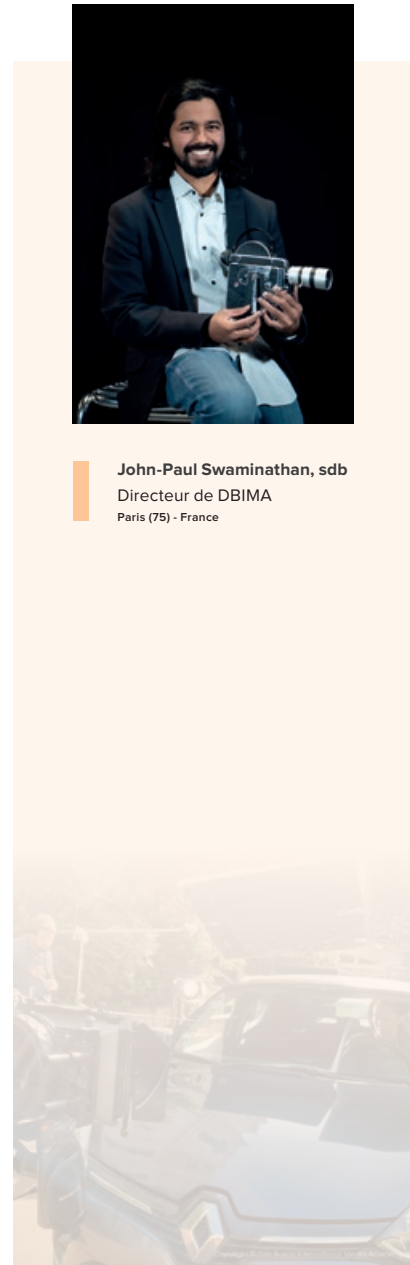 John-Paul Swaminathan, sdb
Directeur de DBIMA
Paris (75) - France